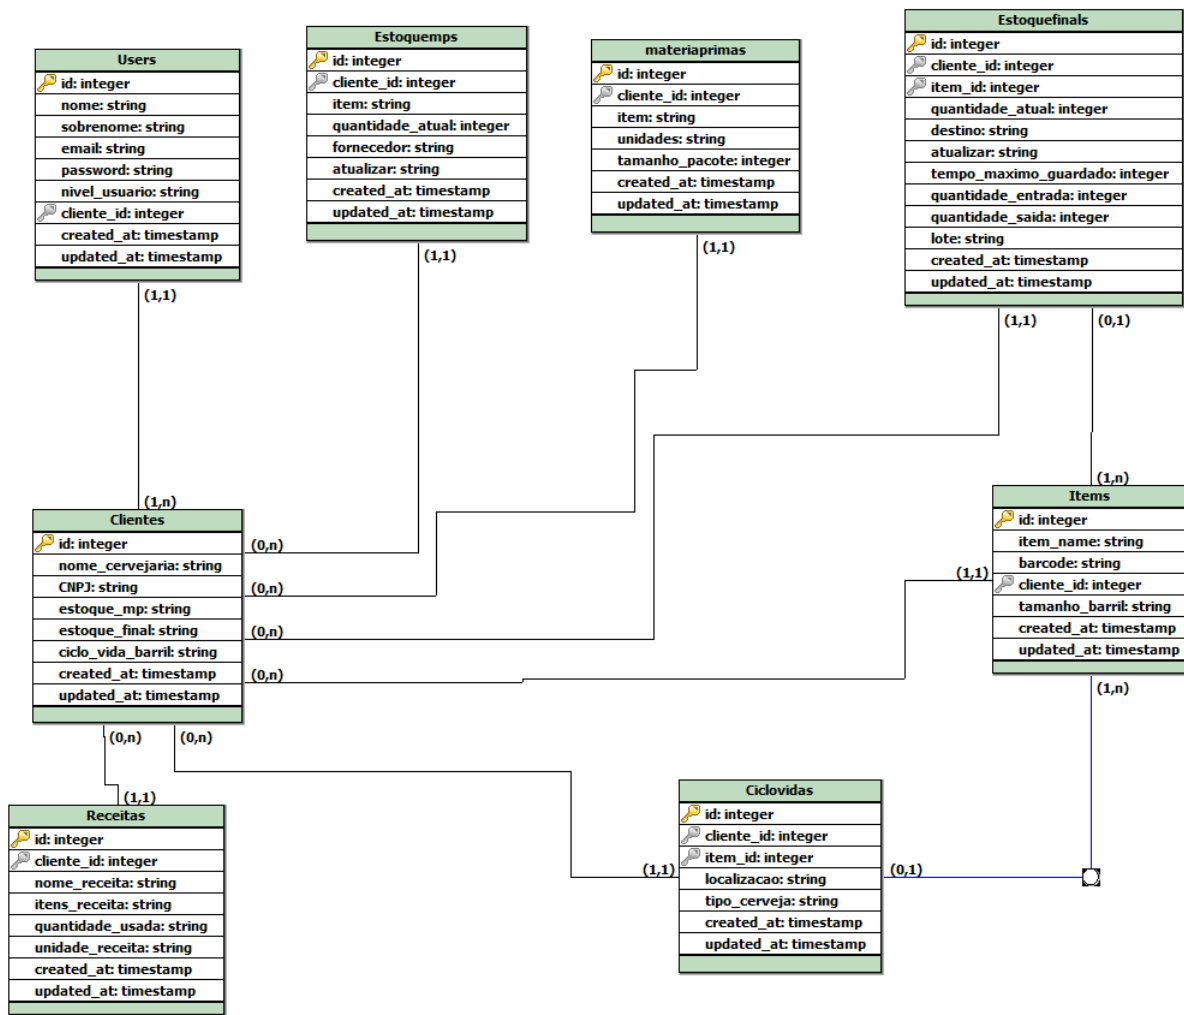 Users
id: integer
nome: string
sobrenome: string
email: string
password: string
nivel_usuario: string
cliente_id: integer
created_at: timestamp
updated_at: timestamp
(1,1)
Estoquemps
id: integer
cliente_id: integer
item: string
quantidade_atual: integer
fornecedor: string
atualizar: string
created_at: timestamp
updated_at: timestamp
(1,1)
materiaprimas
id: integer
cliente_id: integer
item: string
unidades: string
tamanho_pacote: integer
created_at: timestamp
updated_at: timestamp
(1,1)
Estoquefinals
id: integer
cliente_id: integer
item_id: integer
quantidade_atual: integer
destino: string
atualizar: string
tempo_maximo_guardado: integer
quantidade_entrada: integer
quantidade_saida: integer
lote: string
created_at: timestamp
updated_at: timestamp
(1,1)
(0,1)
(1,n)
Clientes
id: integer
nome_cervejaria: string
CNPJ: string
estoque_mp: string
estoque_final: string
ciclo_vida_barril: string
created_at: timestamp
updated_at: timestamp
(0,n)
(0,n)
(0,n)
(0,n)
(0,n)
(0,n)
(1,n)
Items
id: integer
item_name: string
barcode: string
cliente_id: integer
tamanho_barril: string
created_at: timestamp
updated_at: timestamp
(1,1)
(1,n)
(1,1)
Receitas
id: integer
cliente_id: integer
nome_receita: string
itens_receita: string
quantidade_usada: string
unidade_receita: string
created_at: timestamp
updated_at: timestamp
Ciclovidas
id: integer
cliente_id: integer
item_id: integer
localizacao: string
tipo_cerveja: string
created_at: timestamp
updated_at: timestamp
(1,1)
(0,1)